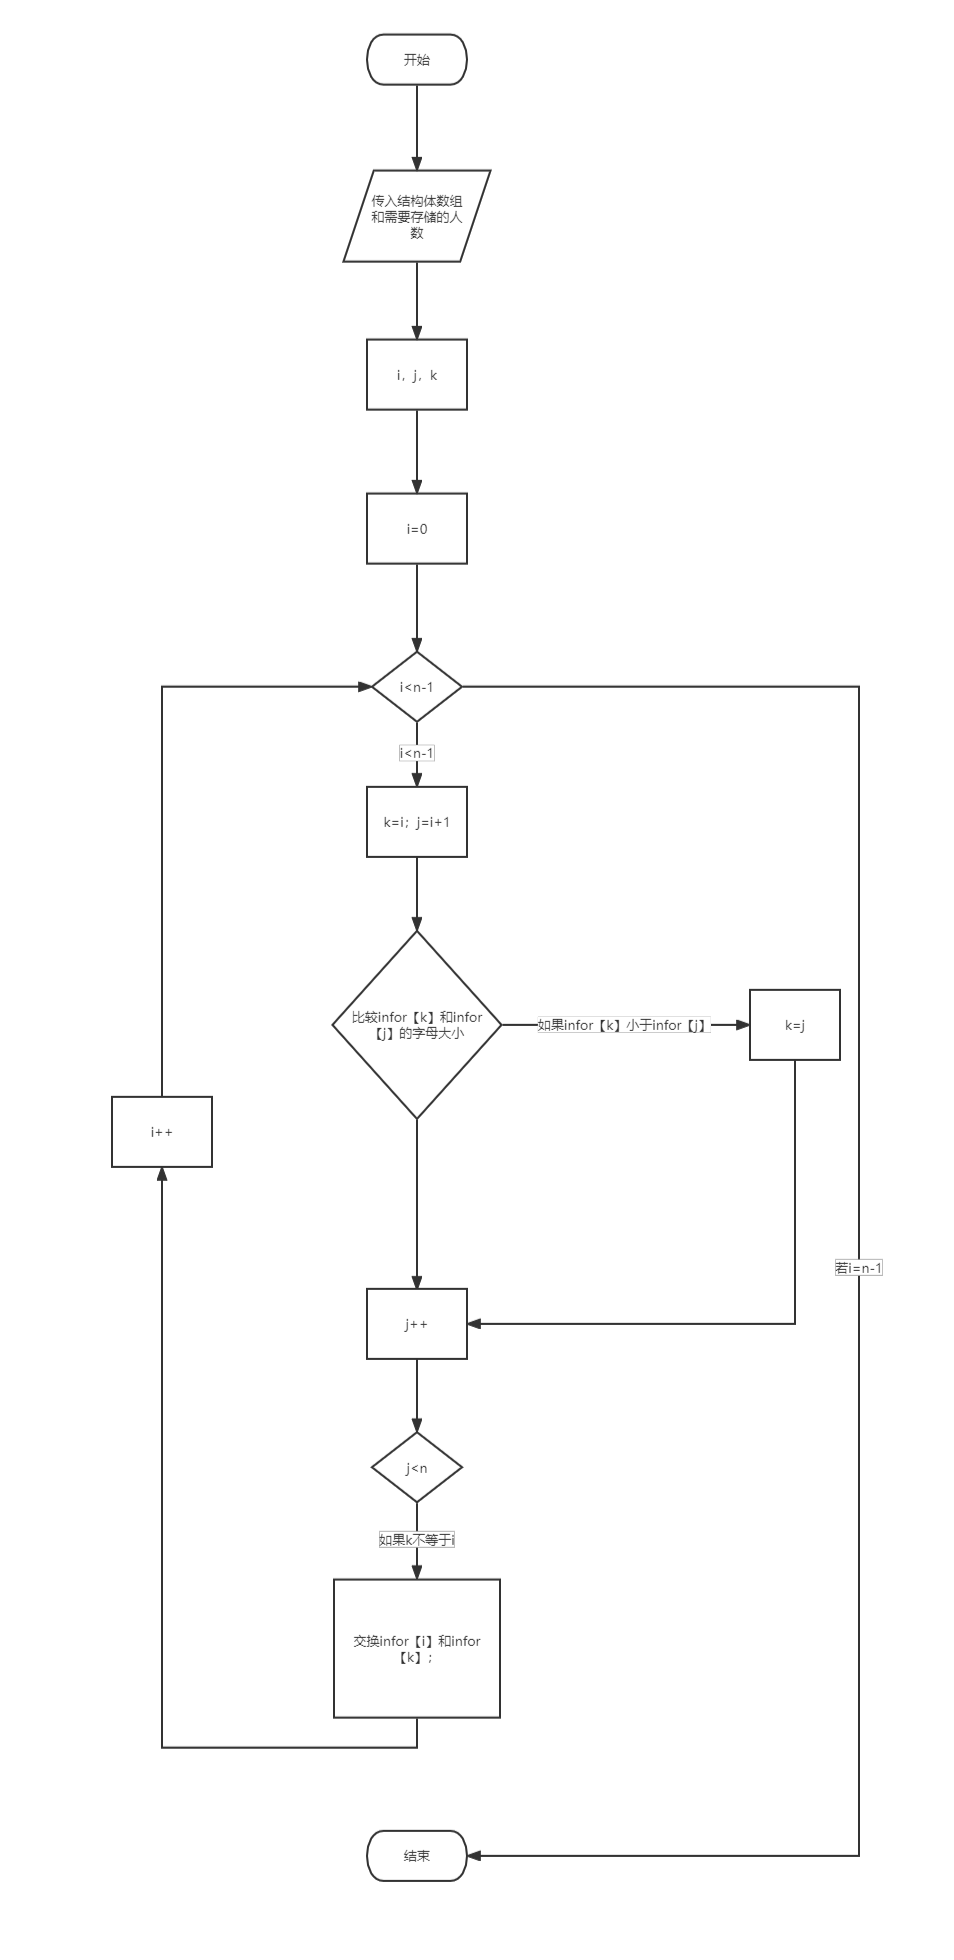 开始
传入结构体数组
和需要存储的人
数
i，j，k
i=0
i<n-1
i<n-1
k=i；j=i+1
比较infor【k】和infor
【j】的字母大小
如果infor【k】小于infor【j】
k=j
i++
若i=n-1
j++
j<n
如果k不等于i
交换infor【i】和infor
【k】；
结束